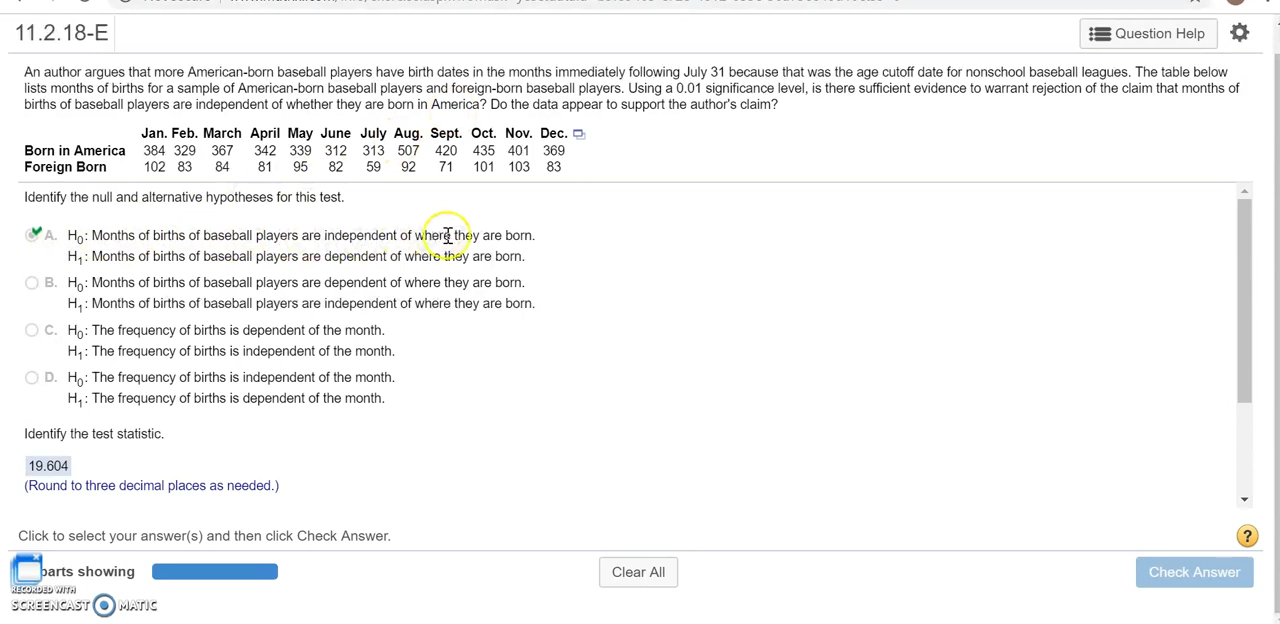 11.2.18-E
Question Help
An author argues that more American-born baseball players have birth dates in the months immediately following July 31 because that was the age cutoff date for nonschool baseball leagues. The table below
lists months of births for a sample of American-born baseball players and foreign-born baseball players. Using a 0.01 significance level, is there sufficient evidence to warrant rejection of the claim that months of
births of baseball players are independent of whether they are born in America? Do the data appear to support the author's claim?
Jan. Feb. March April May June July Aug. Sept. Oct. Nov. Dec.
Born in America 384 329 367 342 339 312 313 507 420 435 401 369
Foreign Born 102 83 84 81 95 82 59 92 71 101 103 83
Identify the null and alternative hypotheses for this test.
A. H0: Months of births of baseball players are independent of where they are born.
H1: Months of births of baseball players are dependent of where they are born.
B. H0: Months of births of baseball players are dependent of where they are born.
H1: Months of births of baseball players are independent of where they are born.
C. H0: The frequency of births is dependent of the month.
H1: The frequency of births is independent of the month.
D. H0: The frequency of births is independent of the month.
H1: The frequency of births is dependent of the month.
Identify the test statistic.
19.604
(Round to three decimal places as needed.)
Click to select your answer(s) and then click Check Answer.
?
parts showing
Clear All
Check Answer
RECORDED WITH
SCREENCAST MATIC